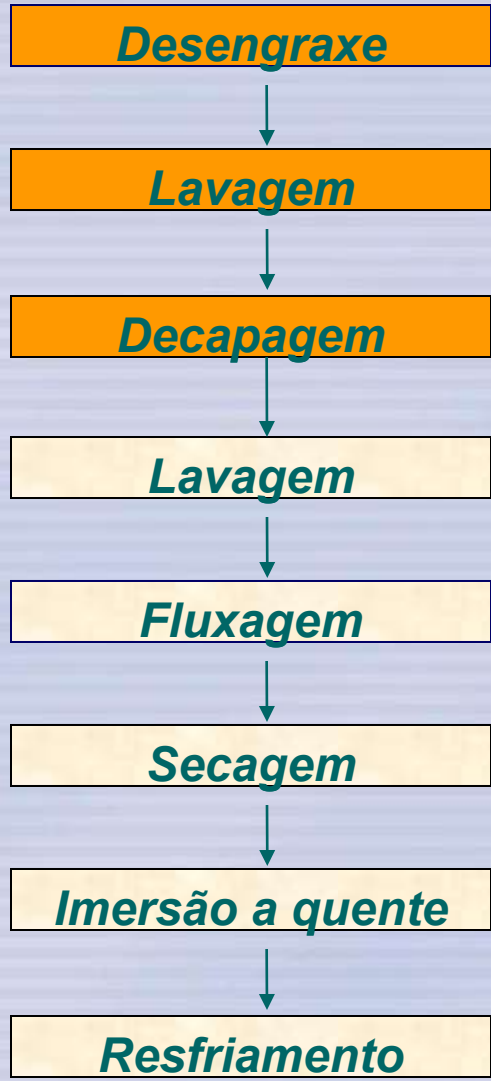 Desengraxe
Lavagem
Decapagem
Lavagem
Fluxagem
Secagem
Imersão a quente
Resfriamento